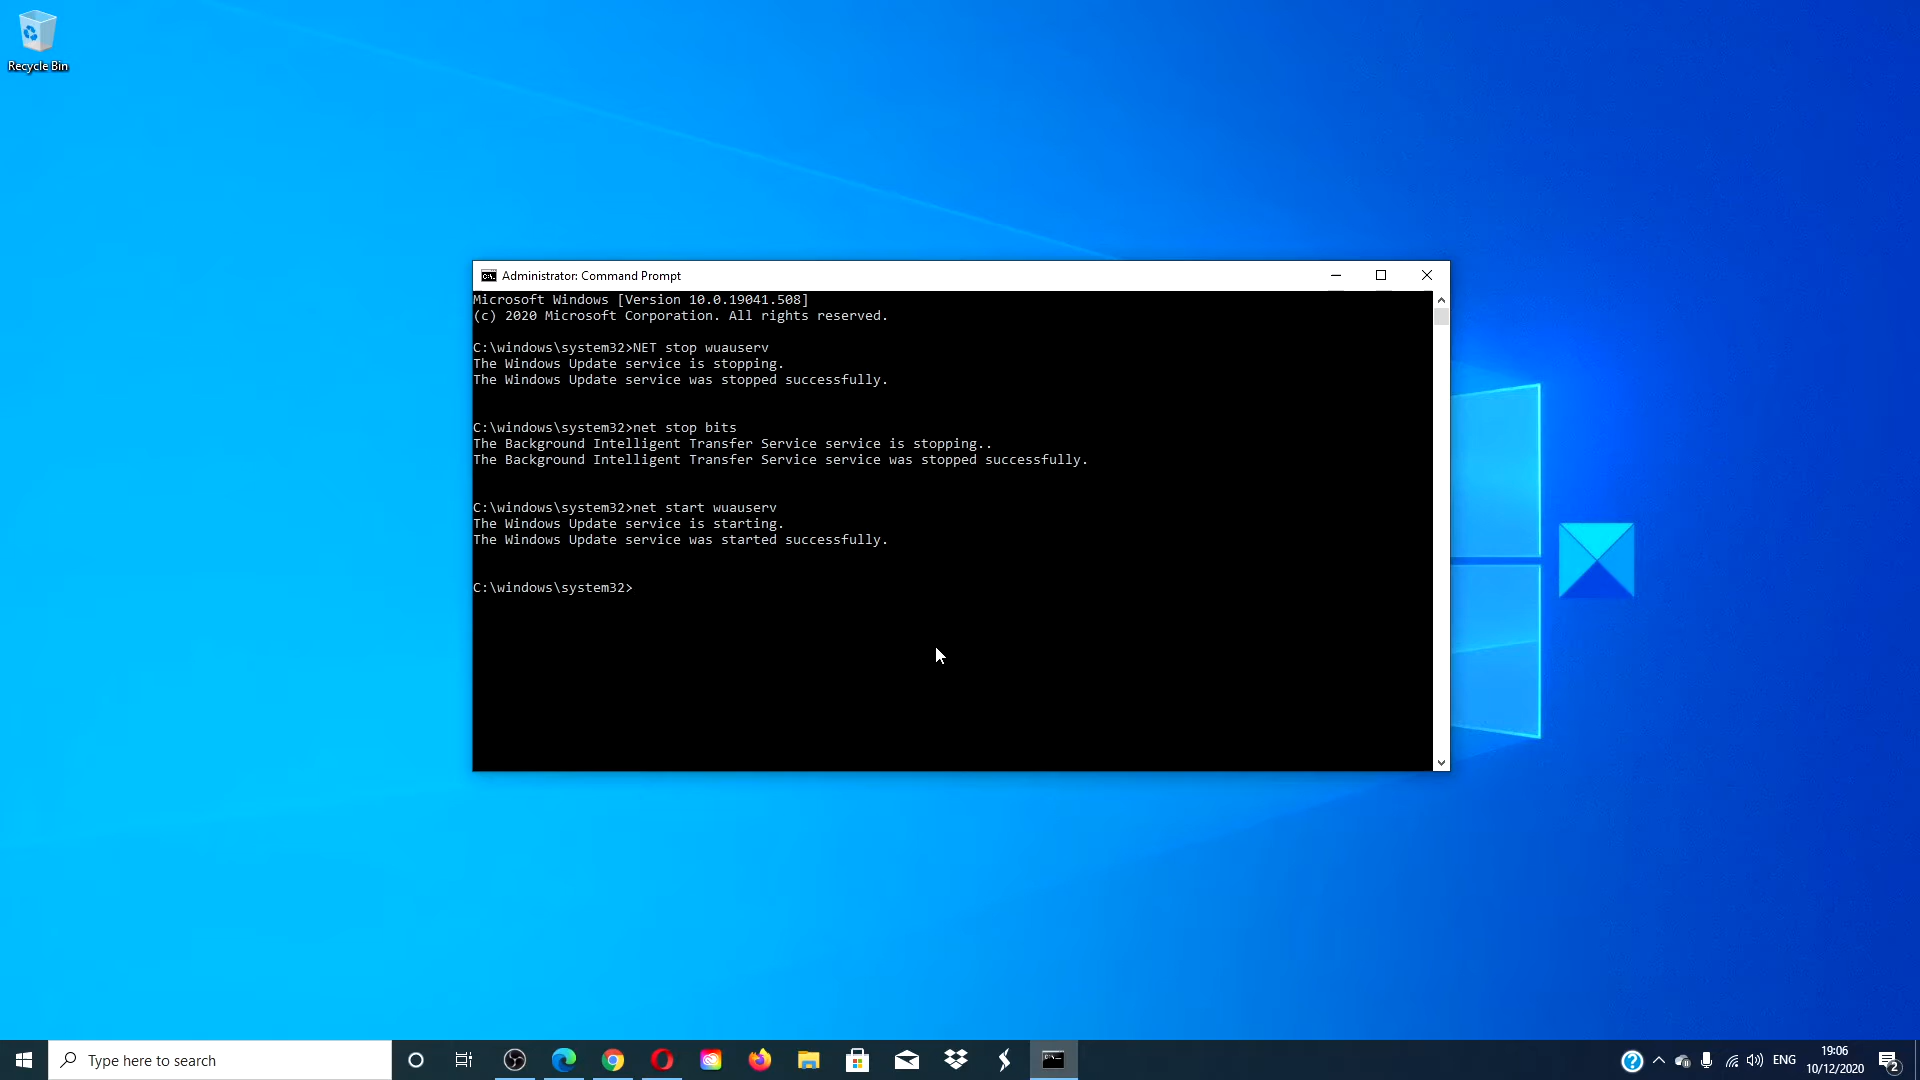 Recycle Bin
Administrator: Command Prompt
Microsoft Windows [Version 10.0.19041.508]
(c) 2020 Microsoft Corporation. All rights reserved.
C:\windows\system32>NET stop wuauserv
The Windows Update service is stopping.
The Windows Update service was stopped successfully.
C:\windows\system32>net stop bits
The Background Intelligent Transfer Service service is stopping..
The Background Intelligent Transfer Service service was stopped successfully.
C:\windows\system32>net start wuauserv
The Windows Update service is starting.
The Windows Update service was started successfully.
C:\windows\system32>
Type here to search
ENG
19:06
10/12/2020
2